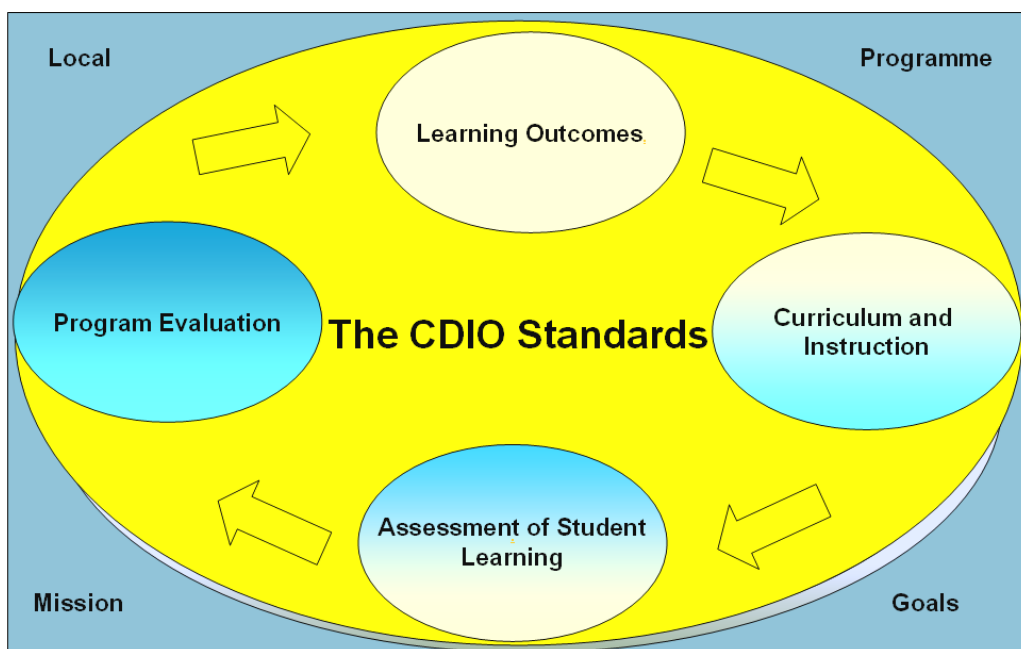 Local
Programme
Learning Outcomes
Program Evaluation
The CDIO Standards
Curriculum and
Instruction
Assessment of Student
Learning
Mission
Goals